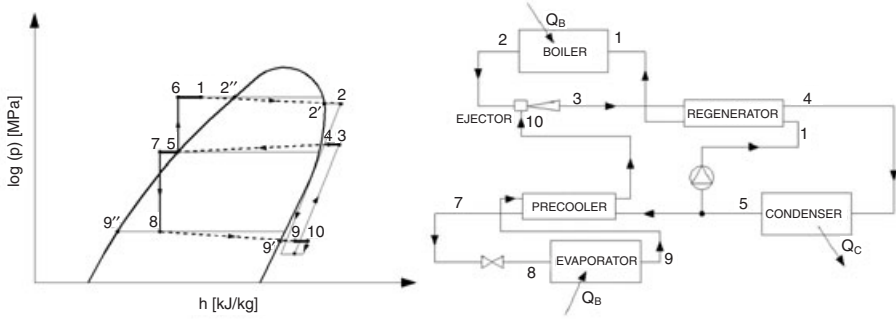 log (p) [MPa]
h [kJ/kg]
6 1 2″ 2
2′
7 5 4 3
9″ 8 9 10
9′
Q_B
2 BOILER 1
EJECTOR 3 REGENERATOR 4
10
1
7 PRECOOLER 5 CONDENSER
Q_C
8 EVAPORATOR 9
Q_B